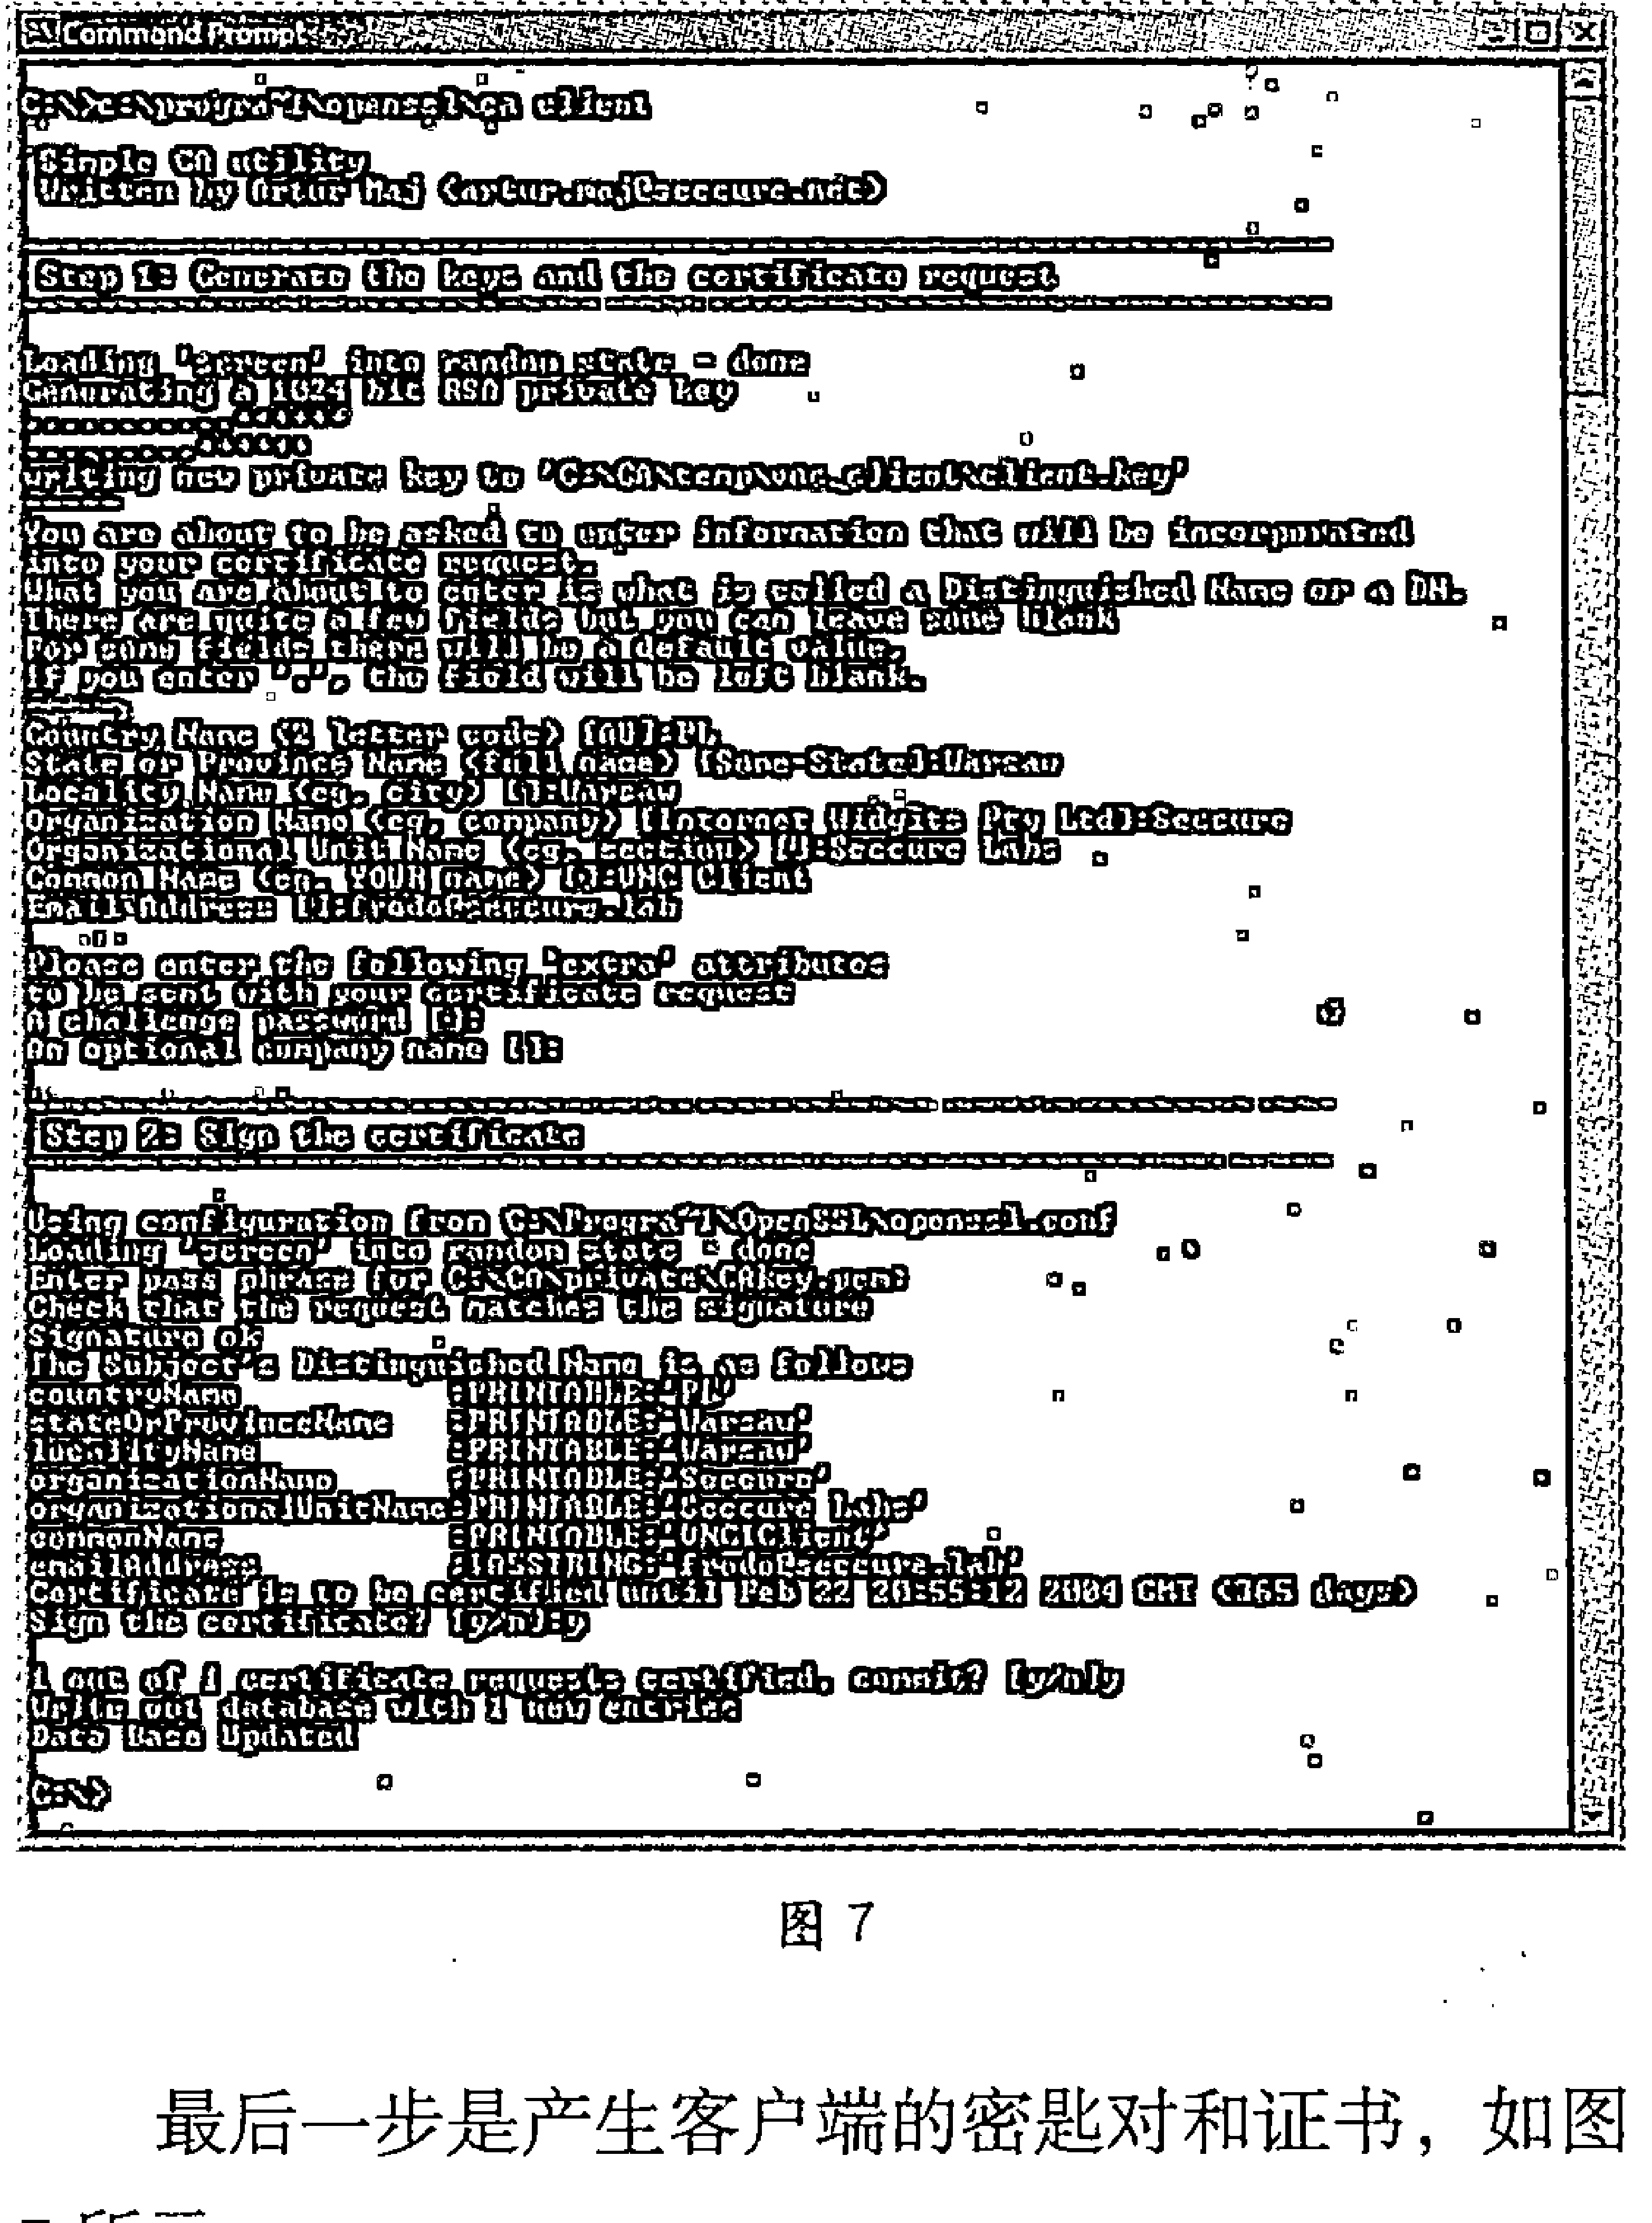 Command Prompt
C:\>c:\progra~1\openssl\ca client
Simple CA utility
Written by Artur Maj (artur.maj@seccure.net)
Step 1: Generate the keys and the certificate request
Loading 'screen' into random state - done
Generating a 1024 bit RSA private key
writing new private key to 'C:\CA\temp\vnc_client\client.key'
-----
You are about to be asked to enter information that will be incorporated
into your certificate request.
What you are about to enter is what is called a Distinguished Name or a DN.
There are quite a few fields but you can leave some blank
For some fields there will be a default value,
If you enter '.', the field will be left blank.
-----
Country Name (2 letter code) [AU]:PL
State or Province Name (full name) [Some-State]:Warsaw
Locality Name (eg, city) []:Warsaw
Organization Name (eg, company) [Internet Widgits Pty Ltd]:Seccure
Organizational Unit Name (eg, section) []:Seccure Labs
Common Name (eg, YOUR name) []:VNC Client
Email Address []:frodo@seccure.lab
Please enter the following 'extra' attributes
to be sent with your certificate request
A challenge password []:
An optional company name []:
Step 2: Sign the certificate
Using configuration from C:\Progra~1\OpenSSL\openssl.conf
Loading 'screen' into random state - done
Enter pass phrase for C:\CA\private\CAkey.pem:
Check that the request matches the signature
Signature ok
The Subject's Distinguished Name is as follows
countryName :PRINTABLE:'PL'
stateOrProvinceName :PRINTABLE:'Warsaw'
localityName :PRINTABLE:'Warsaw'
organizationName :PRINTABLE:'Seccure'
organizationalUnitName:PRINTABLE:'Seccure Labs'
commonName :PRINTABLE:'VNC Client'
emailAddress :IA5STRING:'frodo@seccure.lab'
Certificate is to be certified until Feb 22 20:55:12 2004 GMT (365 days)
Sign the certificate? [y/n]:y
1 out of 1 certificate requests certified, commit? [y/n]y
Write out database with 1 new entries
Data Base Updated
C:\>
图 7
最后一步是产生客户端的密匙对和证书，如图